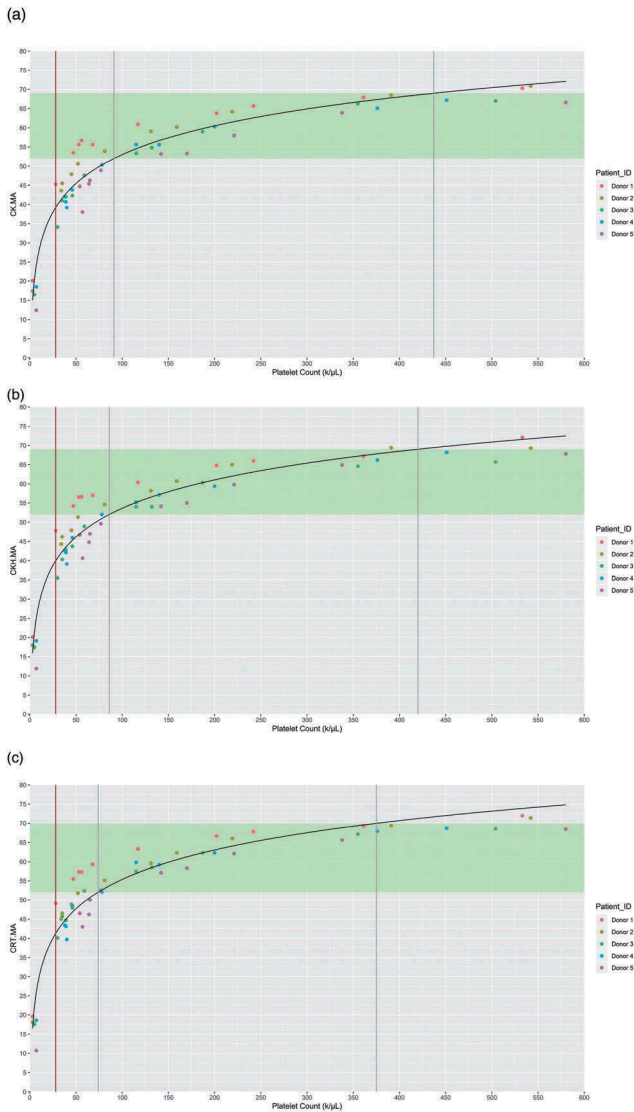 (a)
80
75
70
65
60
55
50
45
40
35
30
25
20
15
10
5
0
CK.MA
0 50 100 150 200 250 300 350 400 450 500 550 600
Platelet Count (k/μL)
Patient_ID
Donor 1
Donor 2
Donor 3
Donor 4
Donor 5
(b)
80
75
70
65
60
55
50
45
40
35
30
25
20
15
10
5
0
CKH.MA
0 50 100 150 200 250 300 350 400 450 500 550 600
Platelet Count (k/μL)
Patient_ID
Donor 1
Donor 2
Donor 3
Donor 4
Donor 5
(c)
80
75
70
65
60
55
50
45
40
35
30
25
20
15
10
5
0
CRT.MA
0 50 100 150 200 250 300 350 400 450 500 550 600
Platelet Count (k/μL)
Patient_ID
Donor 1
Donor 2
Donor 3
Donor 4
Donor 5